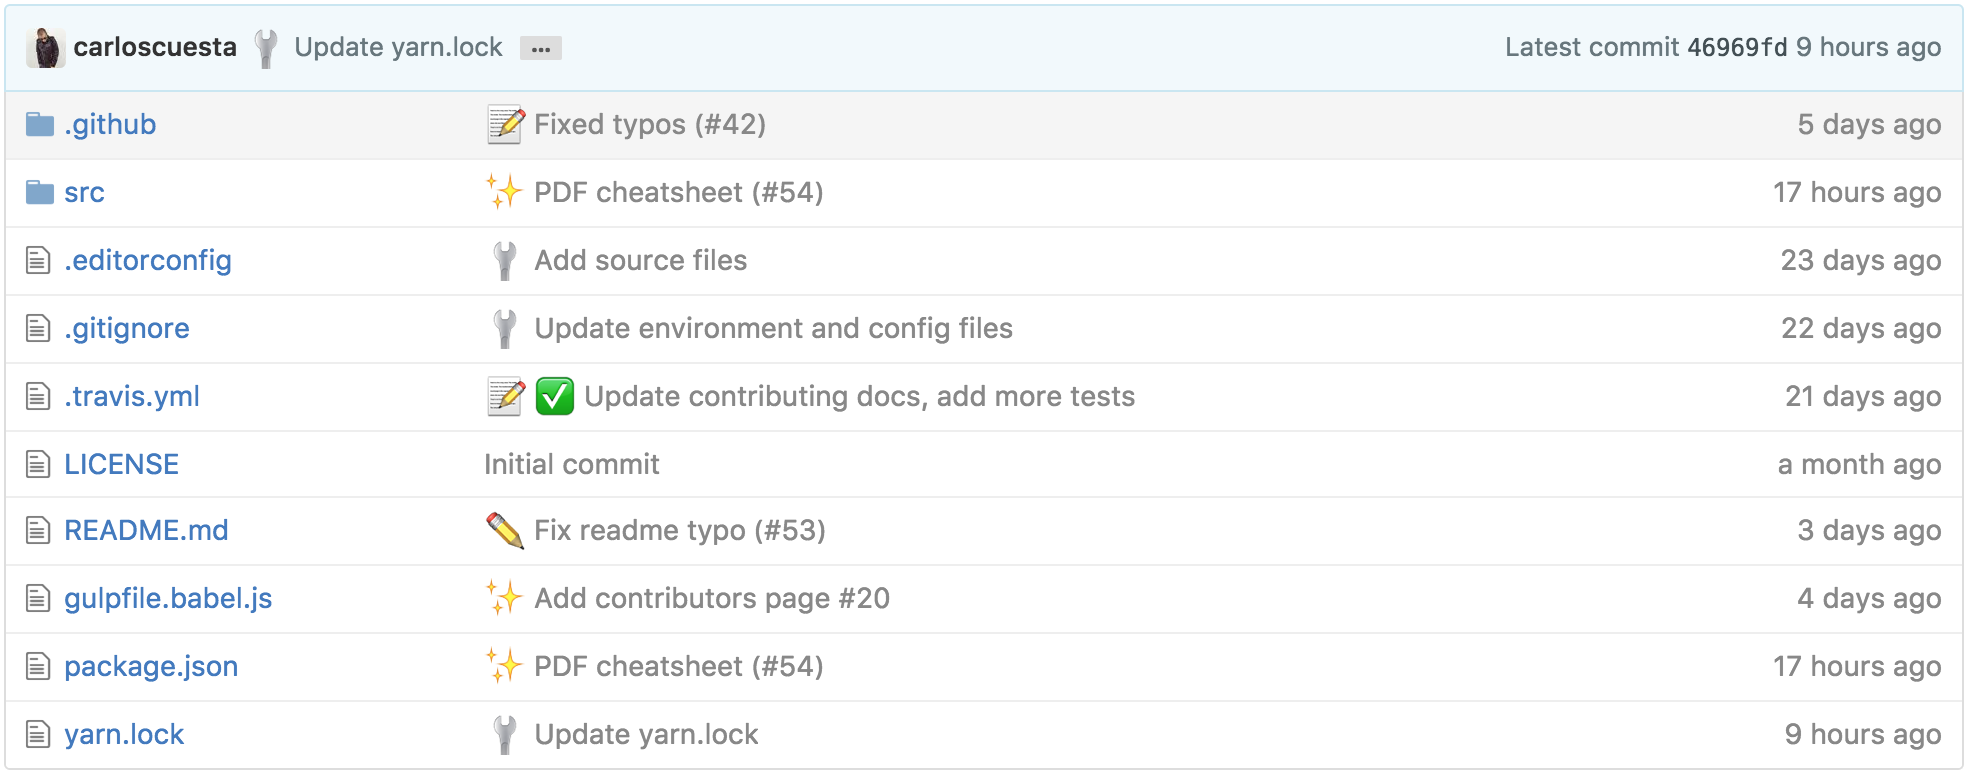 carloscuesta 🔧 Update yarn.lock … Latest commit 46969fd 9 hours ago
.github 📝 Fixed typos (#42) 5 days ago
src ✨ PDF cheatsheet (#54) 17 hours ago
.editorconfig 🔧 Add source files 23 days ago
.gitignore 🔧 Update environment and config files 22 days ago
.travis.yml 📝 ✅ Update contributing docs, add more tests 21 days ago
LICENSE Initial commit a month ago
README.md ✏️ Fix readme typo (#53) 3 days ago
gulpfile.babel.js ✨ Add contributors page #20 4 days ago
package.json ✨ PDF cheatsheet (#54) 17 hours ago
yarn.lock 🔧 Update yarn.lock 9 hours ago